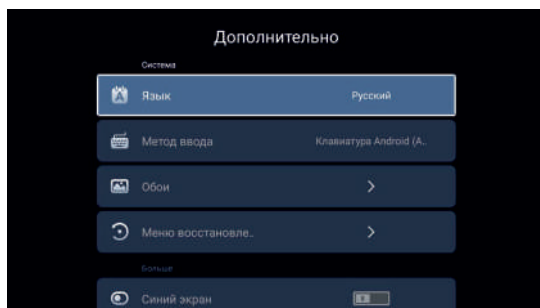 Дополнительно
Система
Язык
Русский
Метод ввода
Клавиатура Android (A..
Обои
Меню восстановле..
Больше
Синий экран